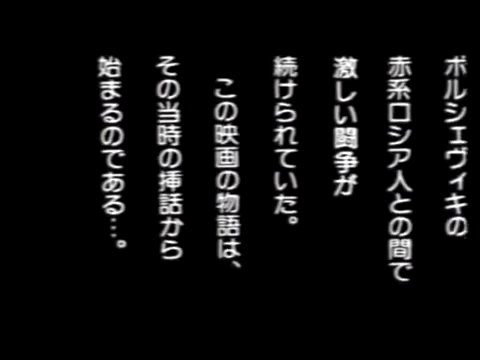 ボルシェヴィキの
赤系ロシア人との間で
激しい闘争が
続けられていた。
この映画の物語は、
その当時の挿話から
始まるのである…。